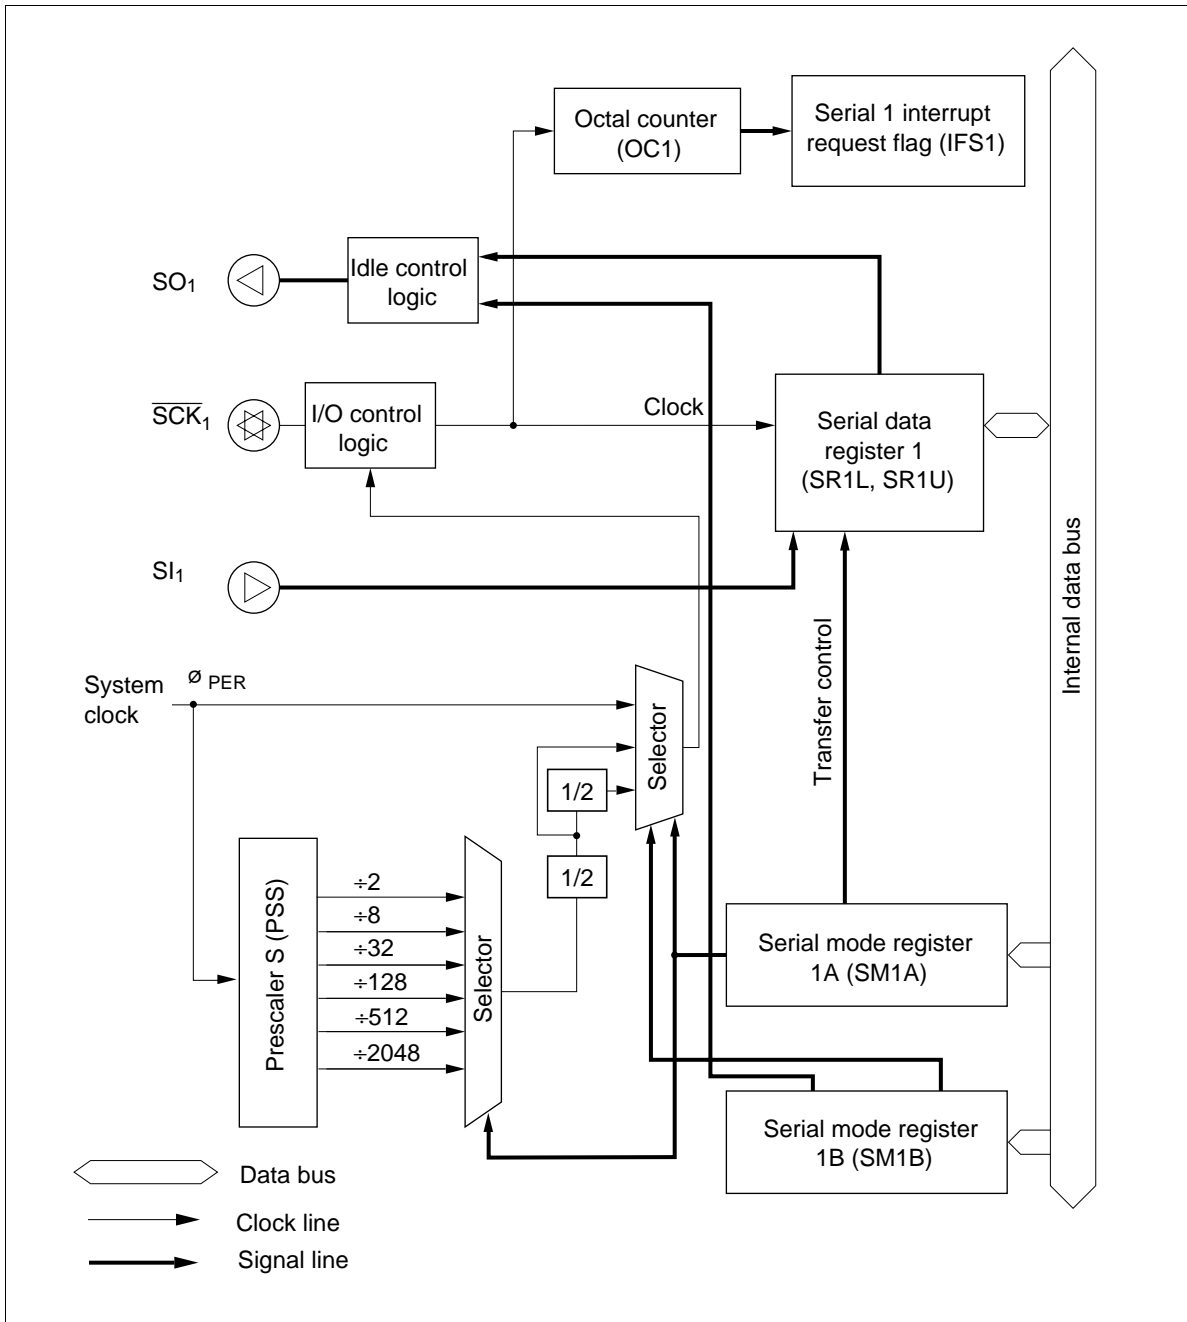 Octal counter
(OC1)
Serial 1 interrupt
request flag (IFS1)
SO1
Idle control
logic
SCK1
I/O control
logic
Clock
Serial data
register 1
(SR1L, SR1U)
SI1
Internal data bus
Transfer control
System
clock
ø PER
Selector
1/2
1/2
Prescaler S (PSS)
÷2
÷8
÷32
÷128
÷512
÷2048
Selector
Serial mode register
1A (SM1A)
Serial mode register
1B (SM1B)
Data bus
Clock line
Signal line